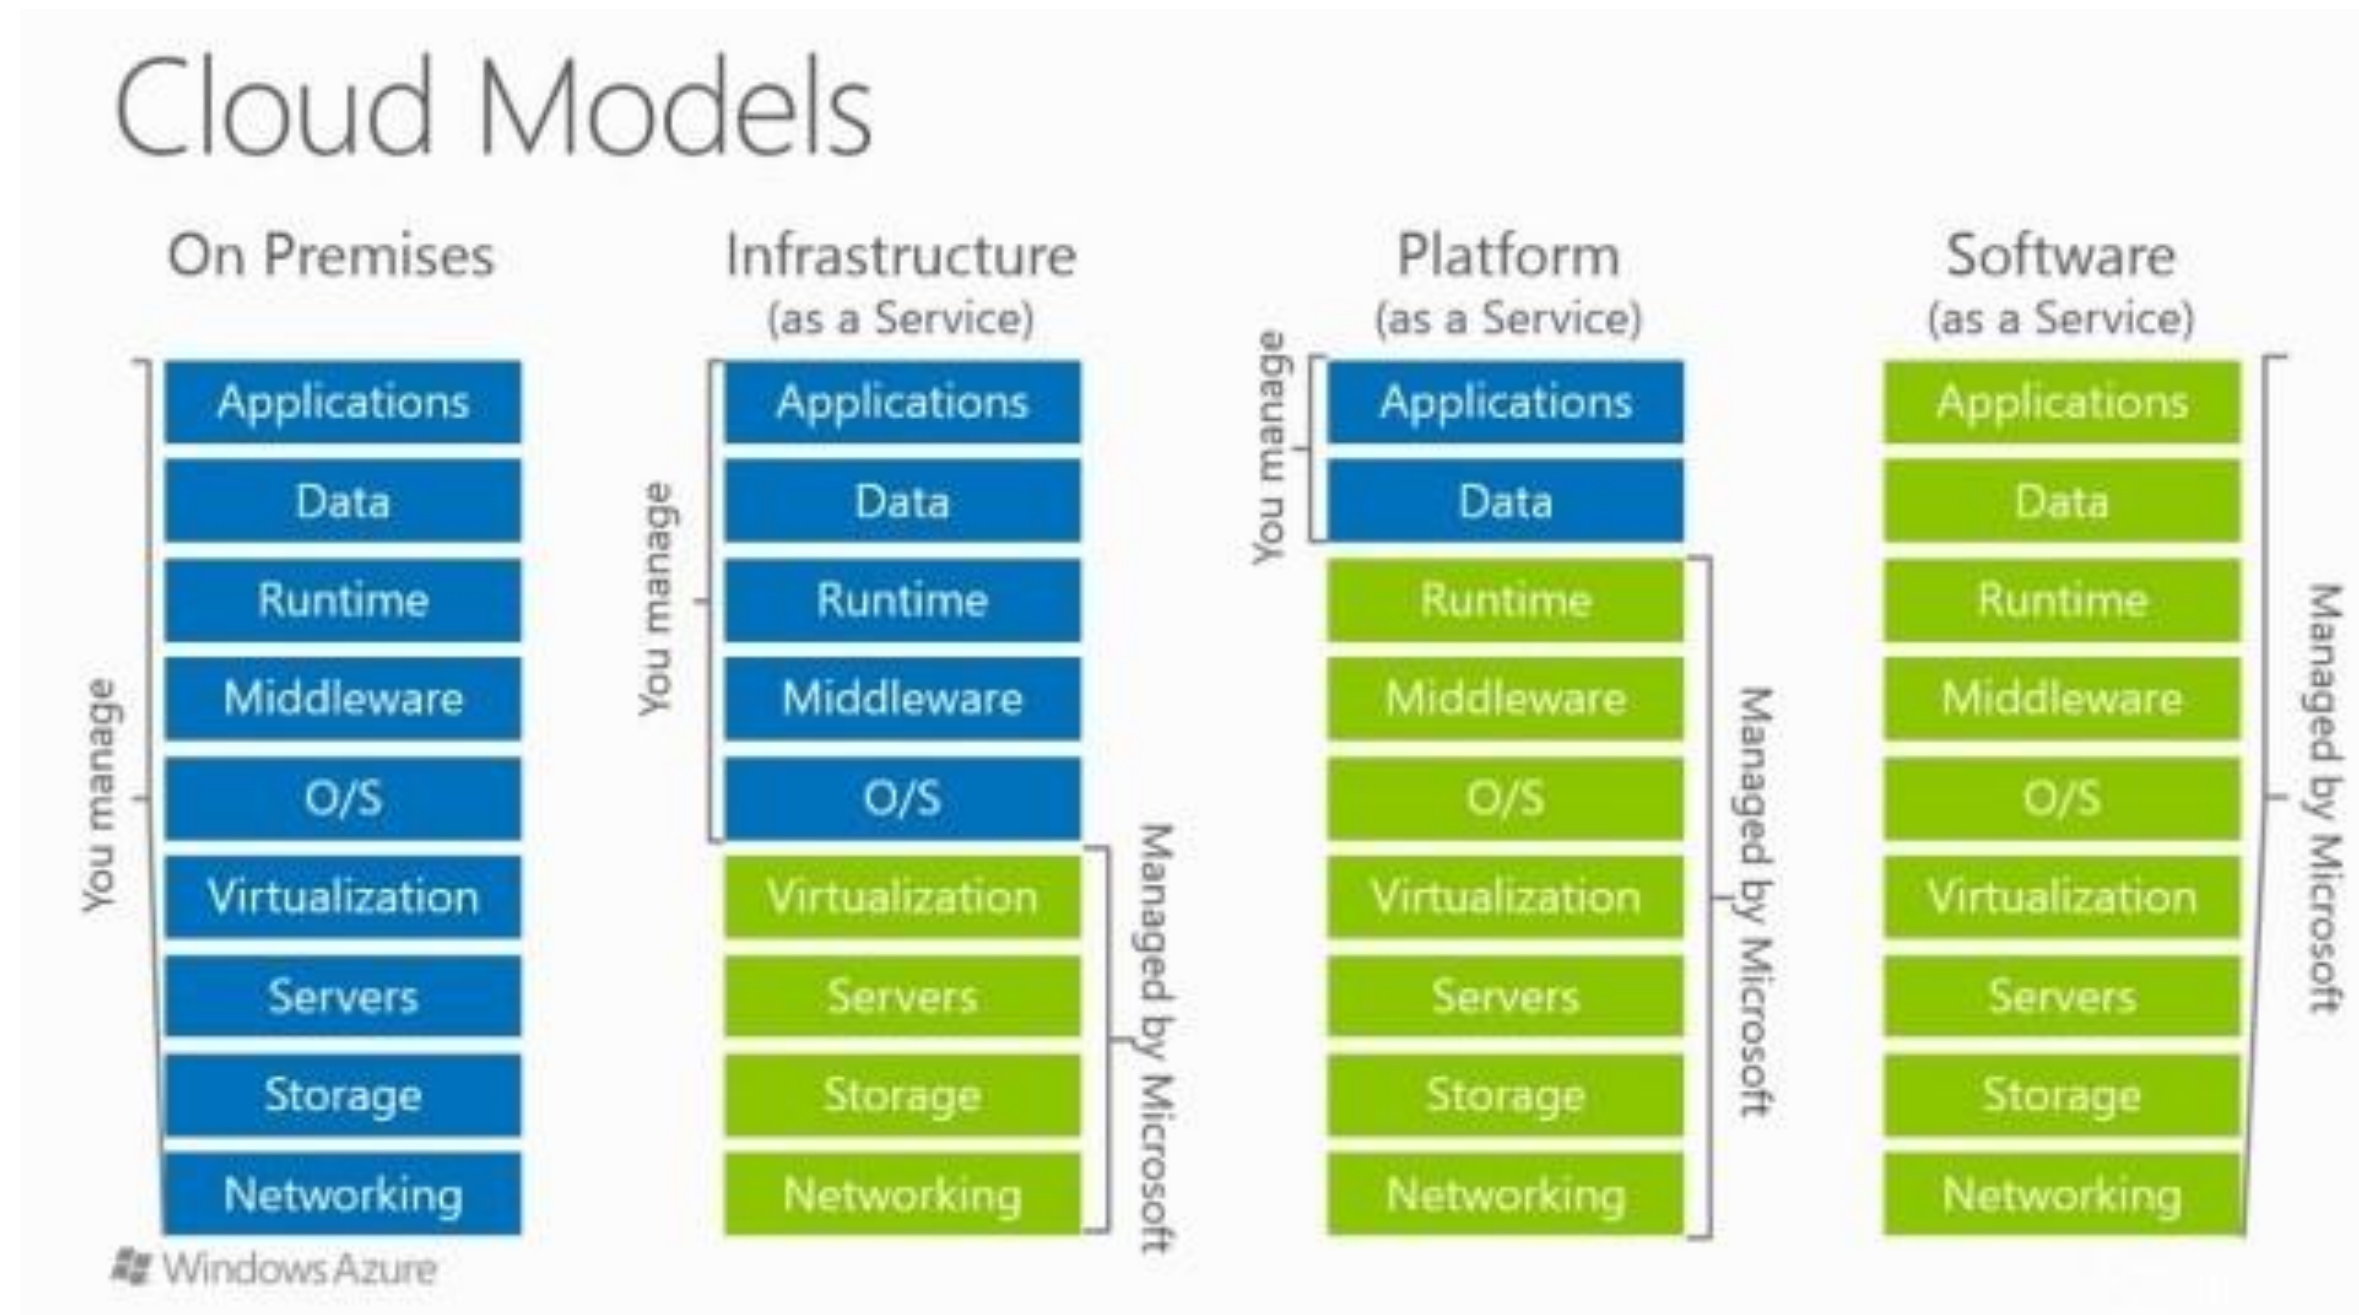 Cloud Models
On Premises
You manage
Applications
Data
Runtime
Middleware
O/S
Virtualization
Servers
Storage
Networking
Infrastructure
(as a Service)
You manage
Applications
Data
Runtime
Middleware
O/S
Virtualization
Servers
Storage
Networking
Managed by Microsoft
Platform
(as a Service)
You manage
Applications
Data
Runtime
Middleware
O/S
Virtualization
Servers
Storage
Networking
Managed by Microsoft
Software
(as a Service)
Applications
Data
Runtime
Middleware
O/S
Virtualization
Servers
Storage
Networking
Managed by Microsoft
Windows Azure